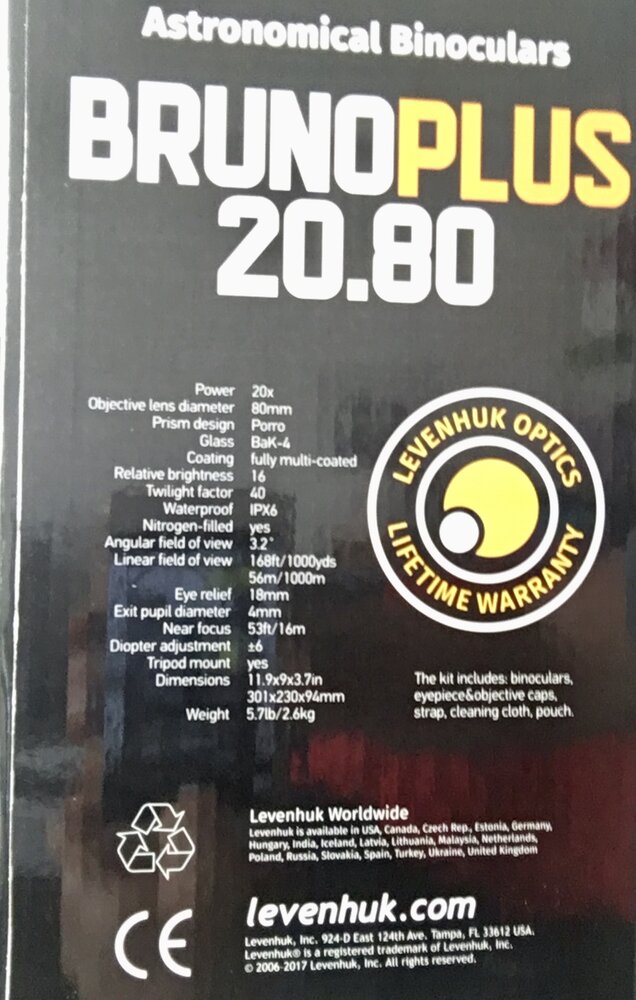 Astronomical Binoculars
BRUNOPLUS
20.80
Power 20x
Objective lens diameter 80mm
Prism design Porro
Glass BaK-4
Coating fully multi-coated
Relative brightness 16
Twilight factor 40
Waterproof IPX6
Nitrogen-filled yes
Angular field of view 3.2°
Linear field of view 168ft/1000yds
56m/1000m
Eye relief 18mm
Exit pupil diameter 4mm
Near focus 53ft/16m
Diopter adjustment ±6
Tripod mount yes
Dimensions 11.9x9x3.7in
301x230x94mm
Weight 5.7lb/2.6kg
LEVENHUK OPTICS
LIFETIME WARRANTY
The kit includes: binoculars,
eyepiece&objective caps,
strap, cleaning cloth, pouch.
Levenhuk Worldwide
Levenhuk is available in USA, Canada, Czech Rep., Estonia, Germany,
Hungary, India, Iceland, Latvia, Lithuania, Malaysia, Netherlands,
Poland, Russia, Slovakia, Spain, Turkey, Ukraine, United Kingdom
CE
levenhuk.com
Levenhuk, Inc. 924-D East 124th Ave. Tampa, FL 33612 USA.
Levenhuk® is a registered trademark of Levenhuk, Inc.
© 2006-2017 Levenhuk, Inc. All rights reserved.